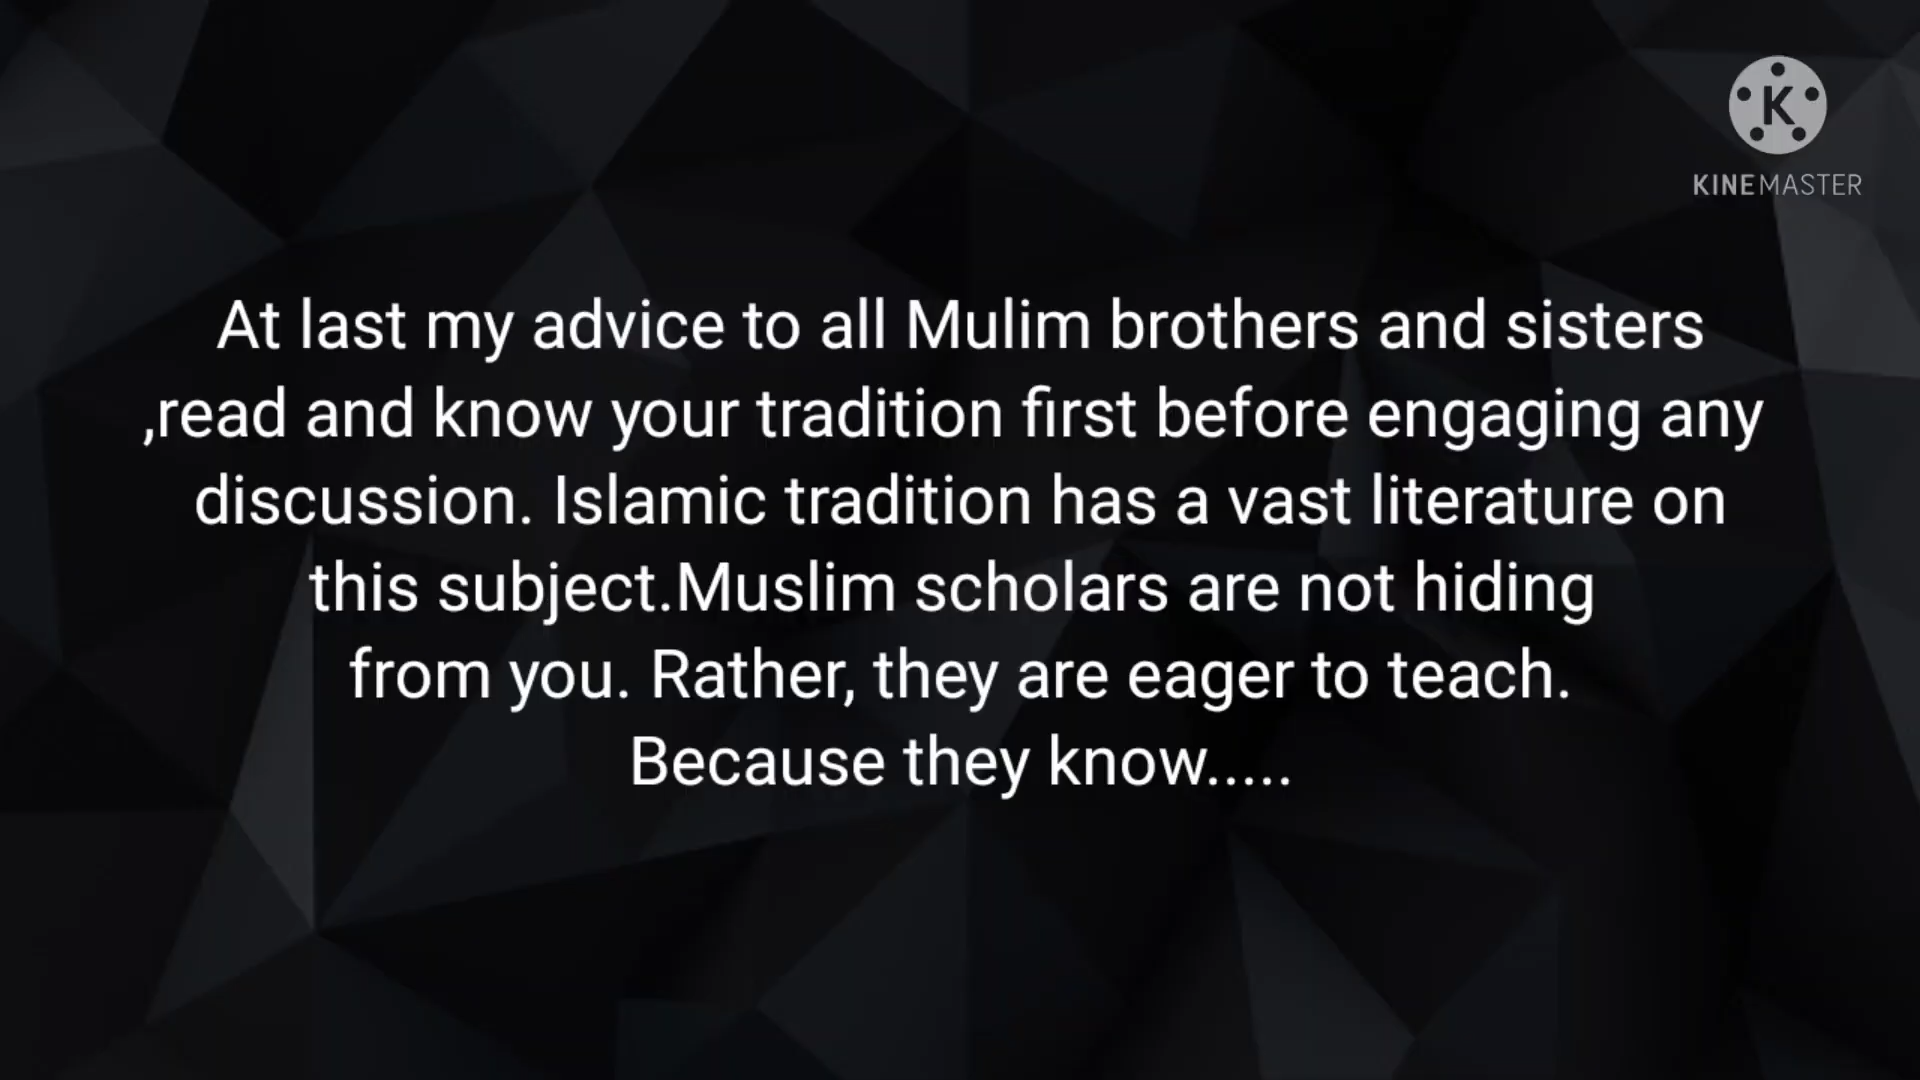 K
KINEMASTER
At last my advice to all Mulim brothers and sisters
,read and know your tradition first before engaging any
discussion. Islamic tradition has a vast literature on
this subject.Muslim scholars are not hiding
from you. Rather, they are eager to teach.
Because they know.....